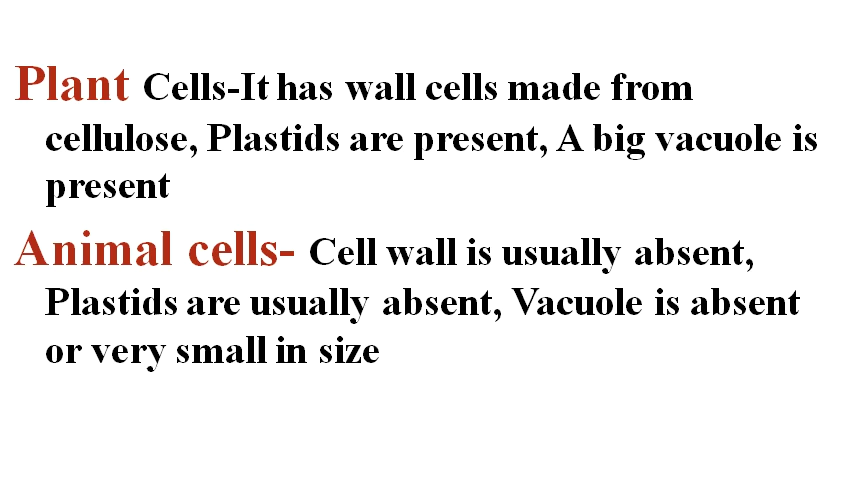 Plant Cells-It has wall cells made from
cellulose, Plastids are present, A big vacuole is
present
Animal cells- Cell wall is usually absent,
Plastids are usually absent, Vacuole is absent
or very small in size